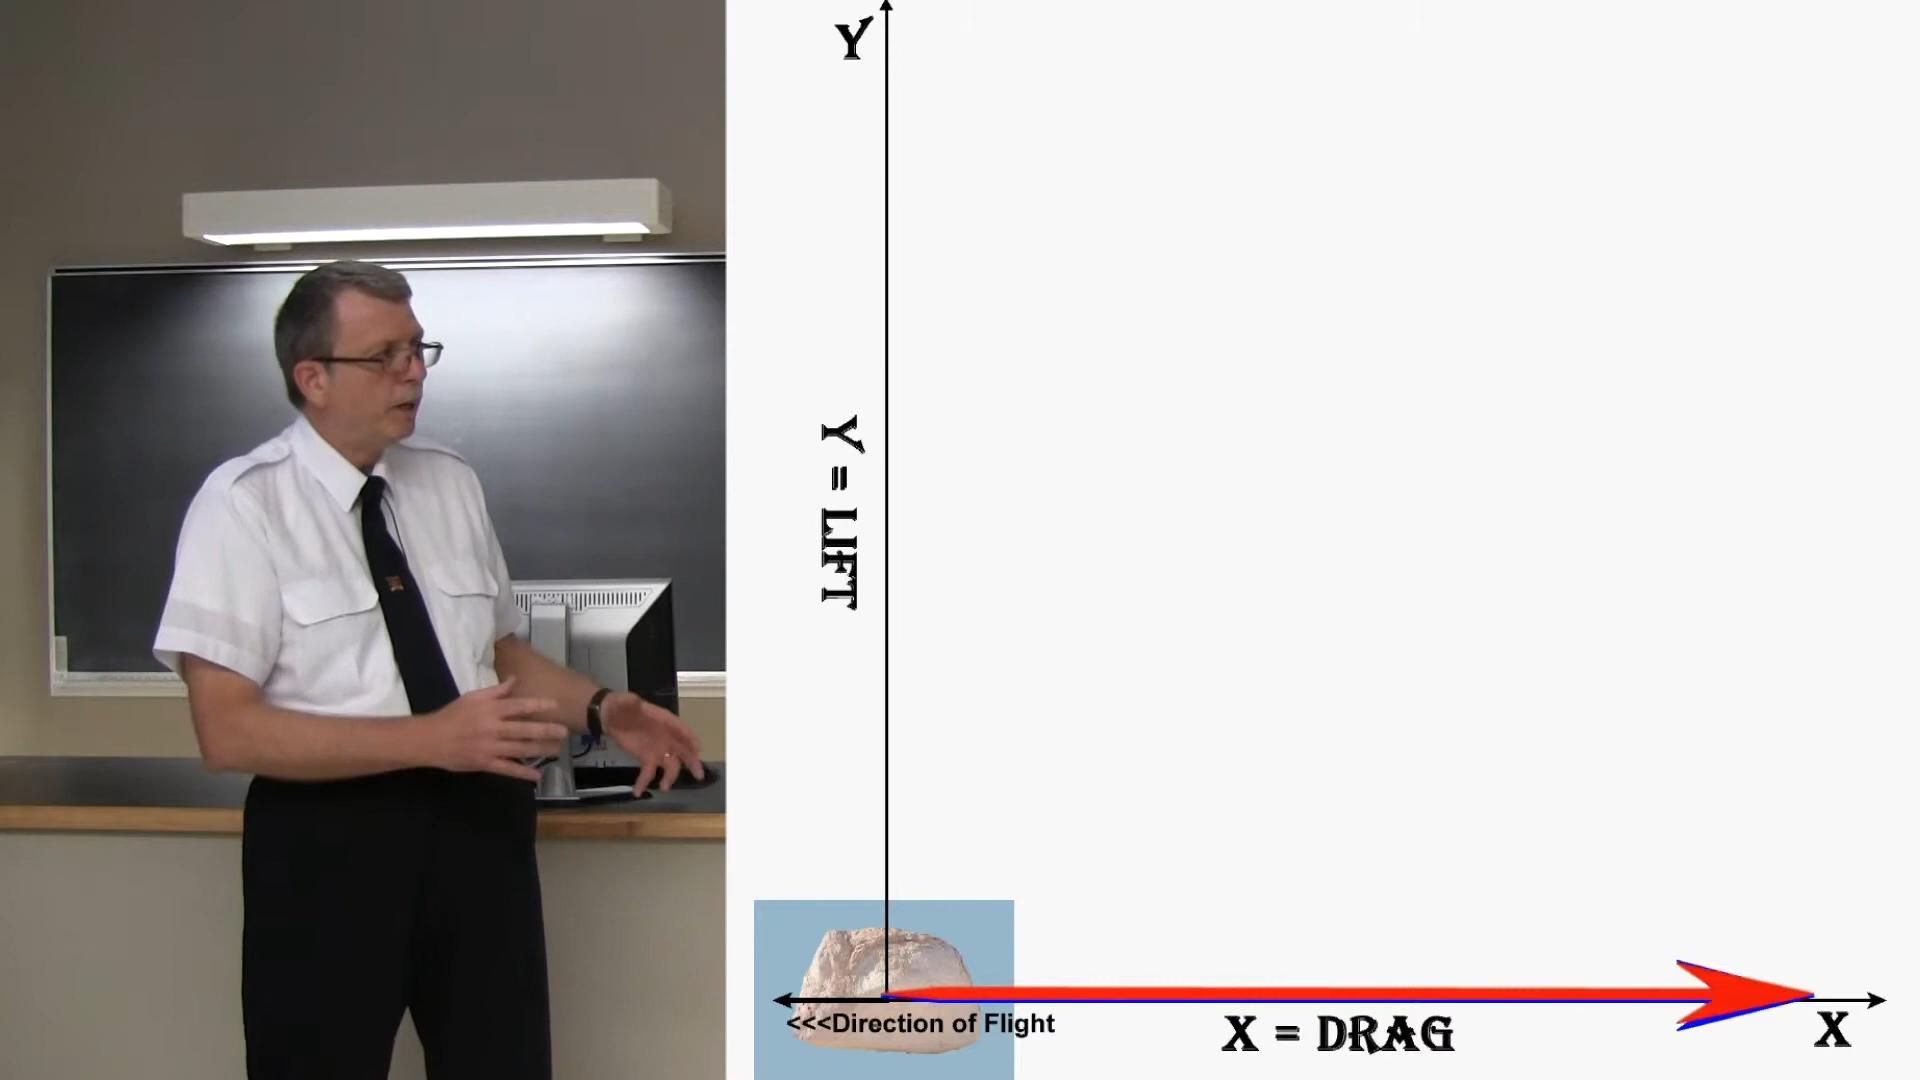 Y
Y = LIFT
<<<Direction of Flight
X = DRAG
X